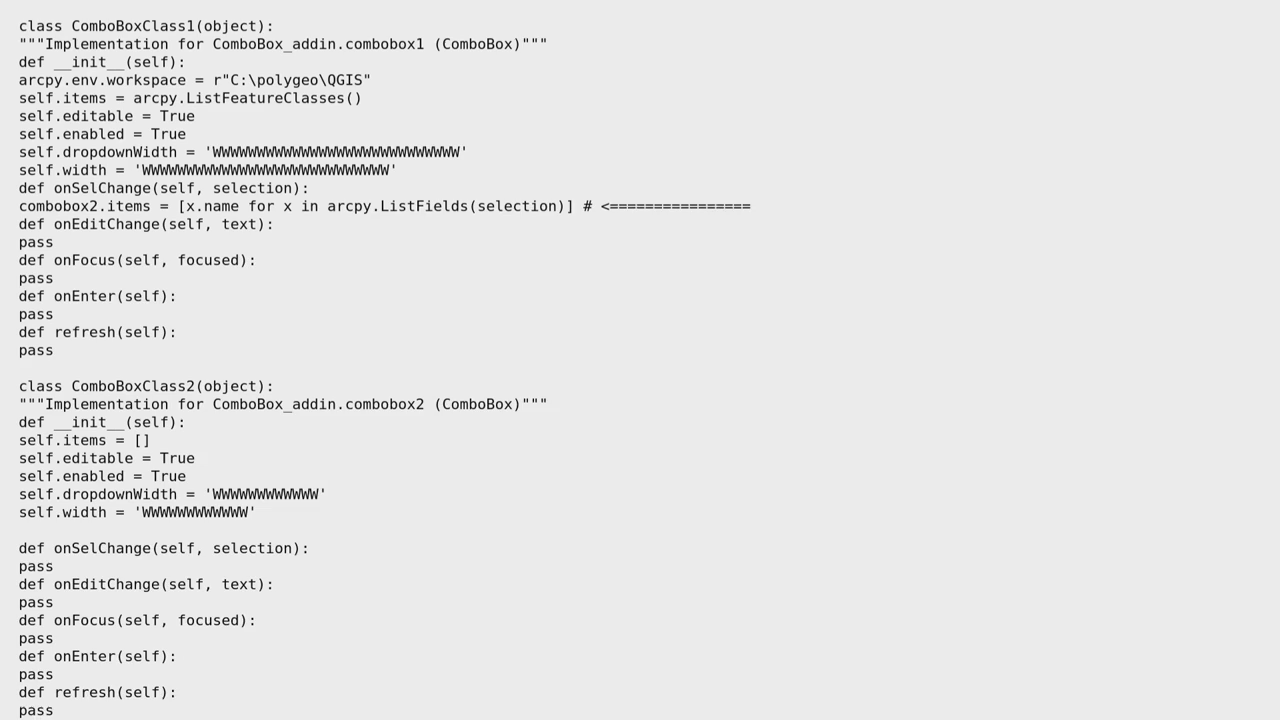 class ComboBoxClass1(object):
"""Implementation for ComboBox_addin.combobox1 (ComboBox)"""
def __init__(self):
arcpy.env.workspace = r"C:\polygeo\QGIS"
self.items = arcpy.ListFeatureClasses()
self.editable = True
self.enabled = True
self.dropdownWidth = 'WWWWWWWWWWWWWWWWWWWWWWWWWWWW'
self.width = 'WWWWWWWWWWWWWWWWWWWWWWWWWWWW'
def onSelChange(self, selection):
combobox2.items = [x.name for x in arcpy.ListFields(selection)] # <================
def onEditChange(self, text):
pass
def onFocus(self, focused):
pass
def onEnter(self):
pass
def refresh(self):
pass
class ComboBoxClass2(object):
"""Implementation for ComboBox_addin.combobox2 (ComboBox)"""
def __init__(self):
self.items = []
self.editable = True
self.enabled = True
self.dropdownWidth = 'WWWWWWWWWWWW'
self.width = 'WWWWWWWWWWWW'
def onSelChange(self, selection):
pass
def onEditChange(self, text):
pass
def onFocus(self, focused):
pass
def onEnter(self):
pass
def refresh(self):
pass